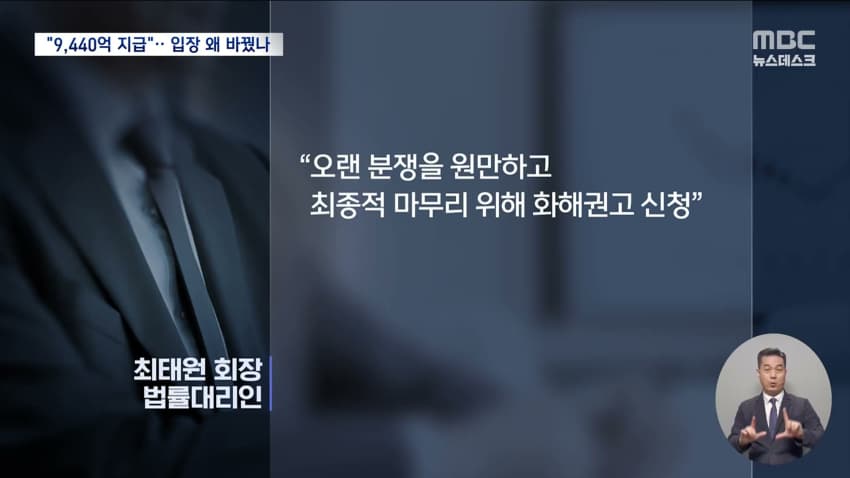 "9,440억 지급"‥ 입장 왜 바꿨나
MBC
뉴스데스크
“오랜 분쟁을 원만하고
최종적 마무리 위해 화해권고 신청”
최태원 회장
법률대리인